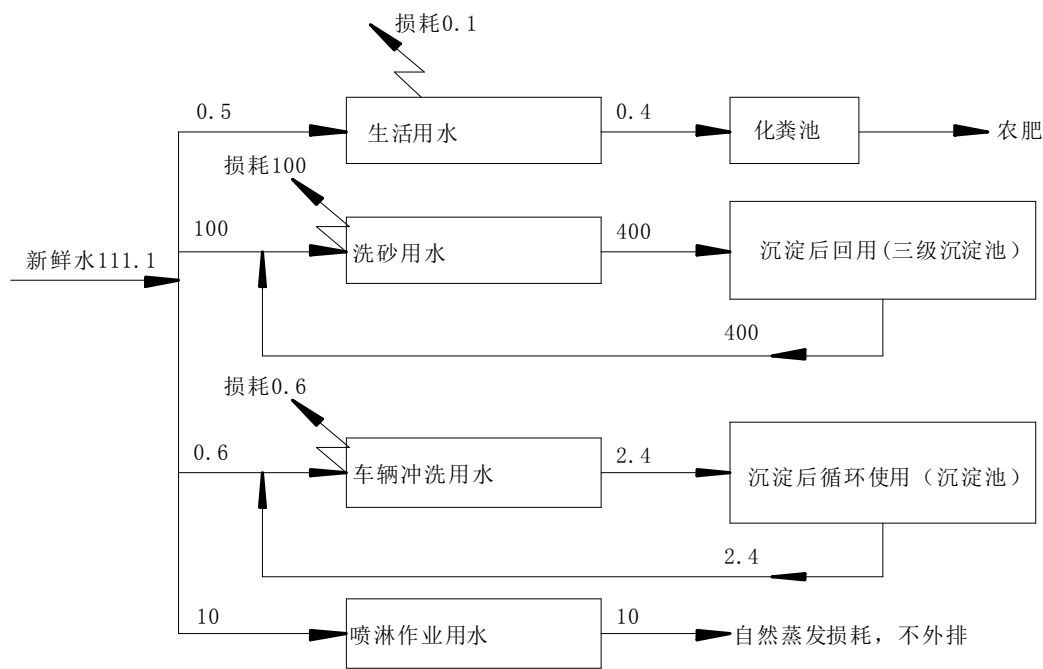 损耗0.1
0.5
生活用水
0.4
化粪池
农肥
损耗100
100
洗砂用水
400
沉淀后回用(三级沉淀池）
新鲜水111.1
400
损耗0.6
0.6
车辆冲洗用水
2.4
沉淀后循环使用（沉淀池）
2.4
10
喷淋作业用水
10
自然蒸发损耗，不外排